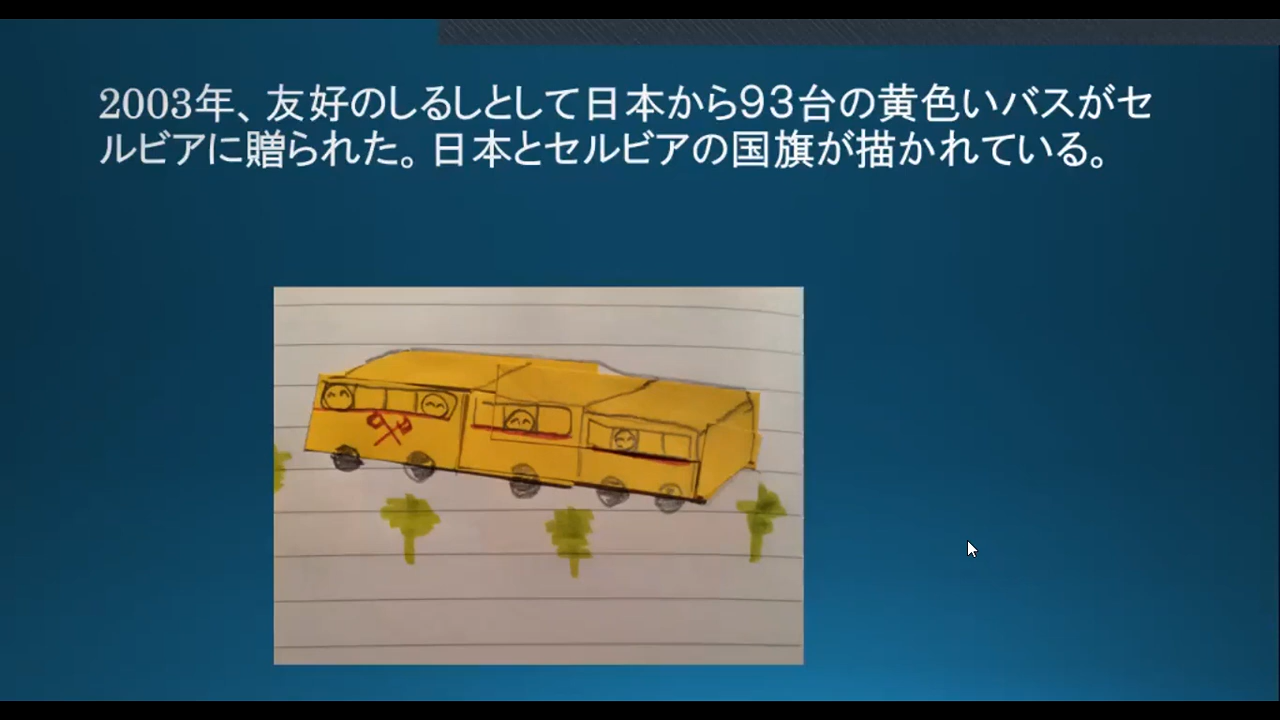 2003年、友好のしるしとして日本から93台の黄色いバスがセ
ルビアに贈られた。日本とセルビアの国旗が描かれている。